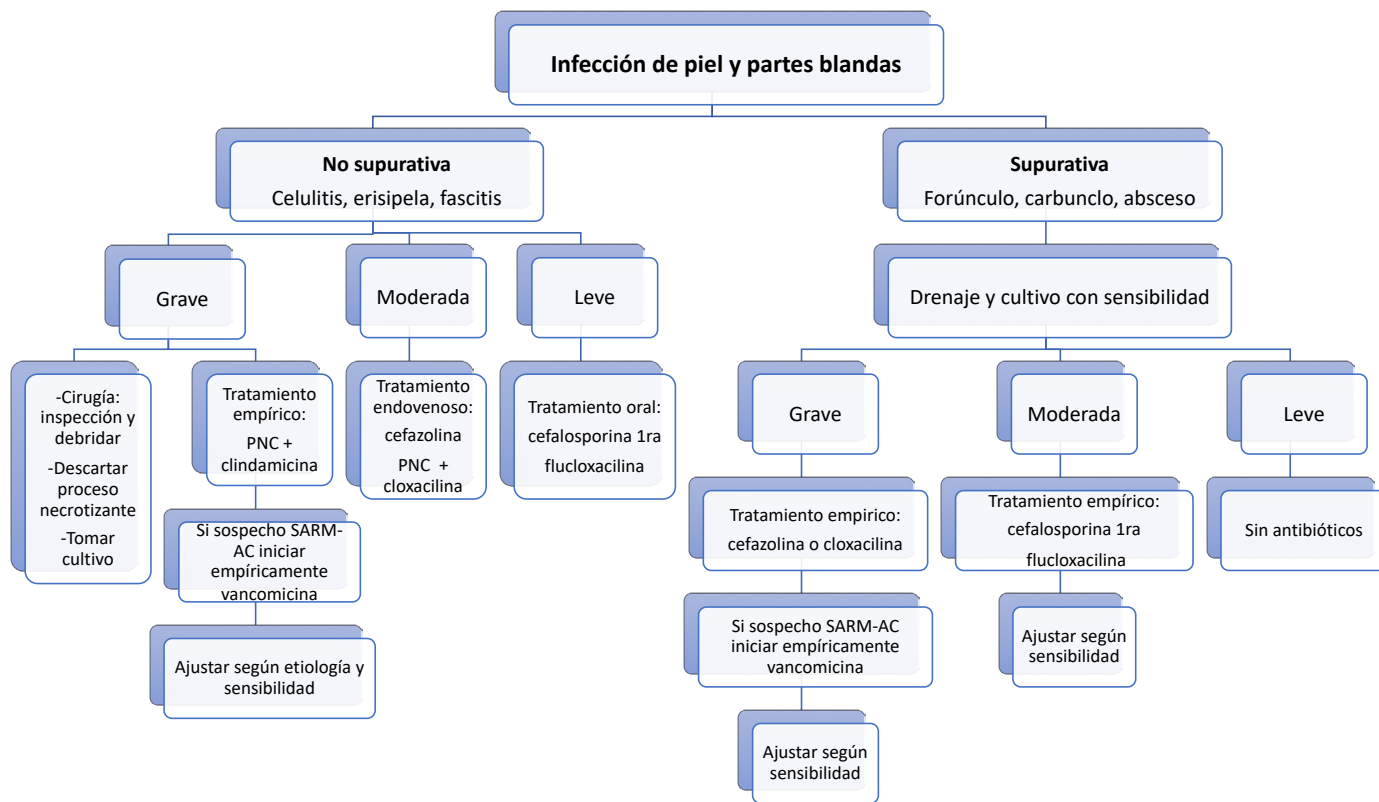 Infección de piel y partes blandas
No supurativa
Celulitis, erisipela, fascitis
Supurativa
Forúnculo, carbunclo, absceso
Grave
Moderada
Leve
Drenaje y cultivo con sensibilidad
-Cirugía:
inspección y
debridar
-Descartar
proceso
necrotizante
-Tomar
cultivo
Tratamiento
empírico:
PNC +
clindamicina
Si sospecho SARM-
AC iniciar
empíricamente
vancomicina
Ajustar según etiología y
sensibilidad
Tratamiento
endovenoso:
cefazolina
PNC +
cloxacilina
Tratamiento oral:
cefalosporina 1ra
flucloxacilina
Grave
Moderada
Leve
Tratamiento empirico:
cefazolina o cloxacilina
Si sospecho SARM-AC
iniciar empíricamente
vancomicina
Ajustar según
sensibilidad
Tratamiento empírico:
cefalosporina 1ra
flucloxacilina
Ajustar según
sensibilidad
Sin antibióticos